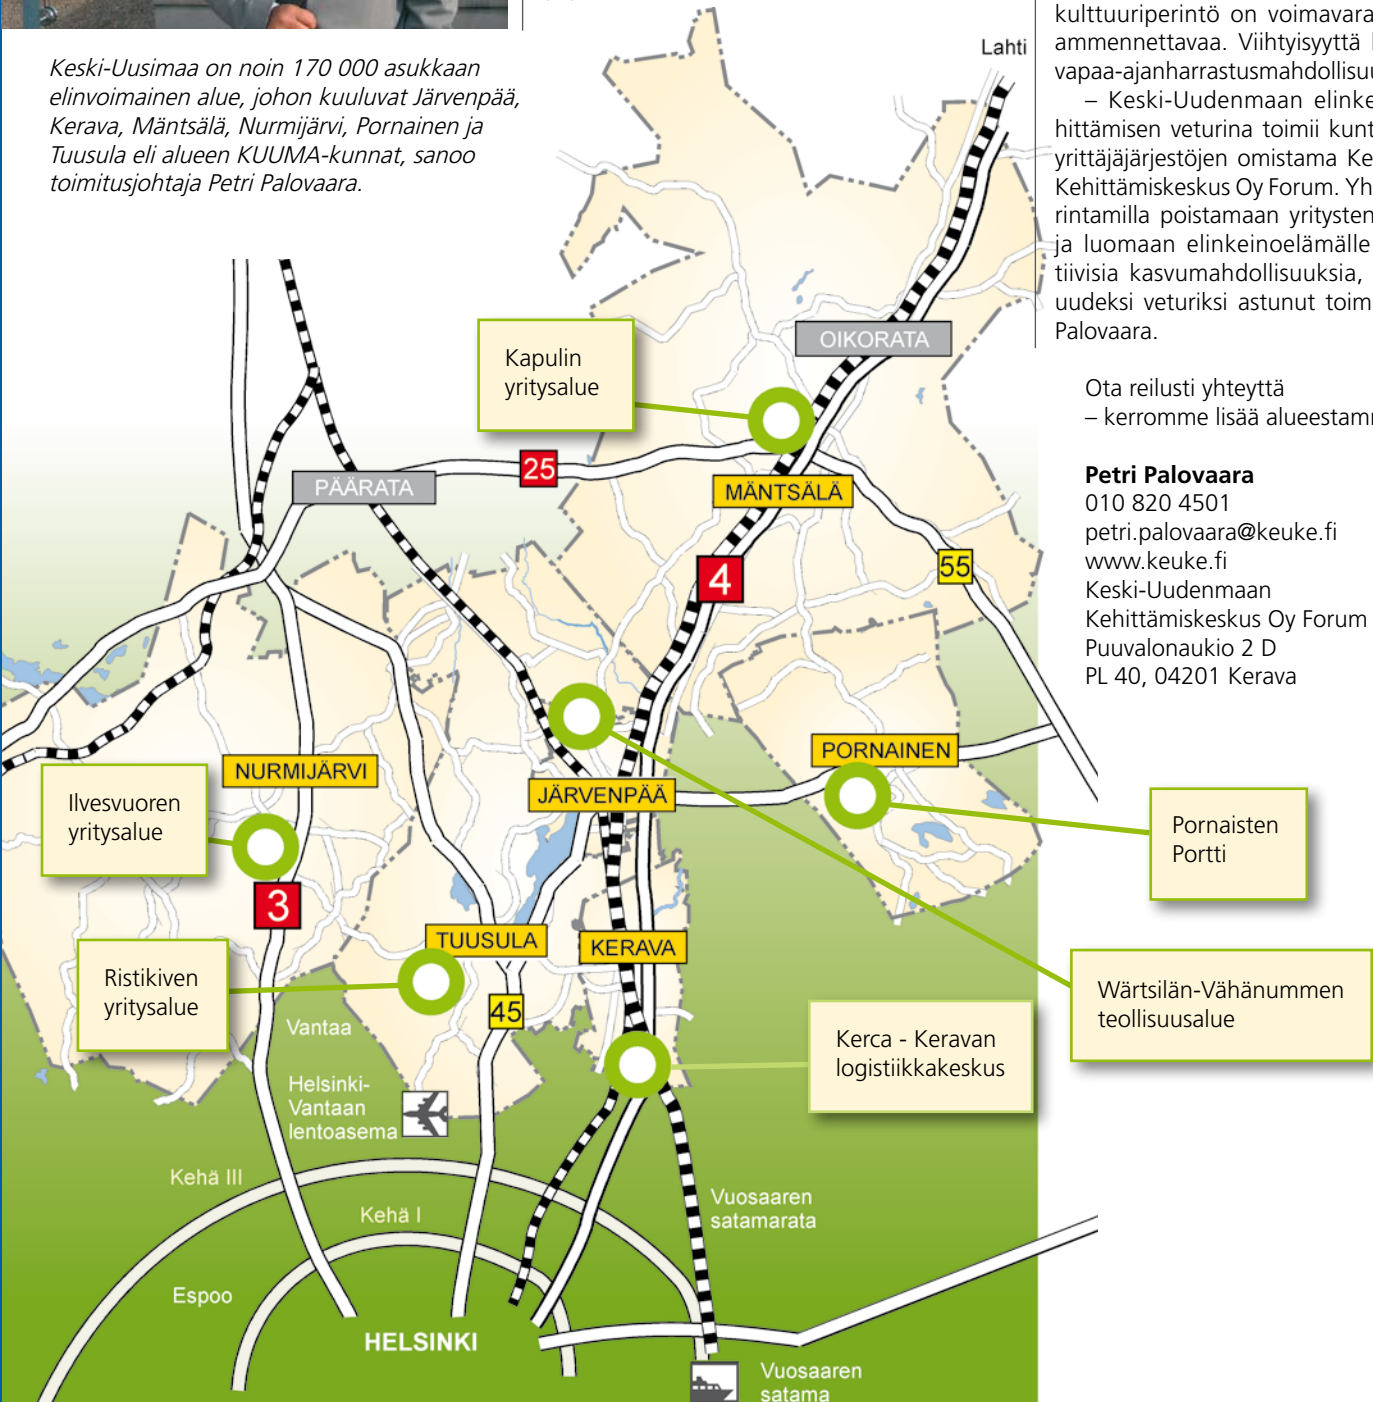 Keski-Uusimaa on noin 170 000 asukkaan
elinvoimainen alue, johon kuuluvat Järvenpää,
Kerava, Mäntsälä, Nurmijärvi, Pornainen ja
Tuusula eli alueen KUUMA-kunnat, sanoo
toimitusjohtaja Petri Palovaara.
kulttuuriperintö on voimavara
ammennettavaa. Viihtyisyyttä
vapaa-ajanharrastusmahdollisuu
– Keski-Uudenmaan elinke
hittämisen veturina toimii kunt
yrittäjäjärjestöjen omistama Ke
Kehittämiskeskus Oy Forum. Yh
rintamilla poistamaan yritysten
ja luomaan elinkeinoelämälle
tiivisia kasvumahdollisuuksia,
uudeksi veturiksi astunut toim
Palovaara.
Ota reilusti yhteyttä
– kerromme lisää alueestamm
Petri Palovaara
010 820 4501
petri.palovaara@keuke.fi
www.keuke.fi
Keski-Uudenmaan
Kehittämiskeskus Oy Forum
Puuvalonaukio 2 D
PL 40, 04201 Kerava
Lahti
OIKORATA
Kapulin
yritysalue
25
PÄÄRATA
MÄNTSÄLÄ
4
55
NURMIJÄRVI
PORNAINEN
JÄRVENPÄÄ
Ilvesvuoren
yritysalue
Pornaisten
Portti
3
TUUSULA
KERAVA
Ristikiven
yritysalue
45
Wärtsilän-Vähänummen
teollisuusalue
Vantaa
Kerca - Keravan
logistiikkakeskus
Helsinki-
Vantaan
lentoasema
Kehä III
Kehä I
Vuosaaren
satamarata
Espoo
HELSINKI
Vuosaaren
satama